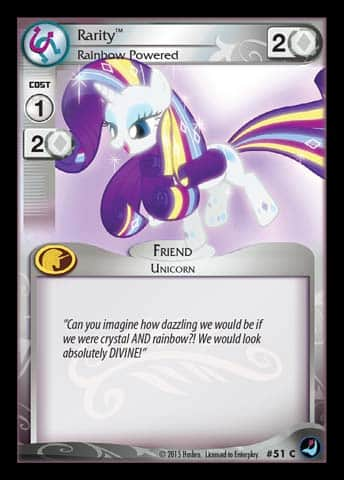 Rarity™
Rainbow Powered
2
COST
1
2
FRIEND
UNICORN
"Can you imagine how dazzling we would be if
we were crystal AND rainbow?! We would look
absolutely DIVINE!"
© 2015 Hasbro. Licensed to Enterplay. #51 C